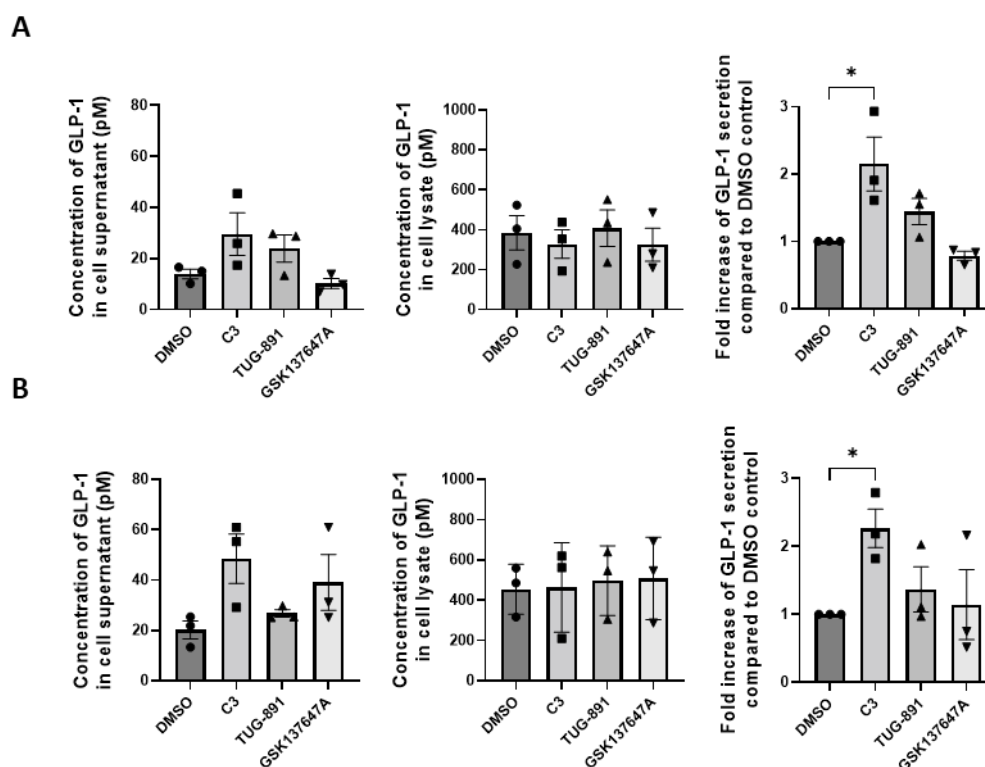 A
Concentration of GLP-1
in cell supernatant (pM)
80
60
40
20
0
DMSO
C3
TUG-891
GSK137647A
Concentration of GLP-1
in cell lysate (pM)
1000
800
600
400
200
0
DMSO
C3
TUG-891
GSK137647A
Fold increase of GLP-1 secretion
compared to DMSO control
3
2
1
0
*
DMSO
C3
TUG-891
GSK137647A
B
Concentration of GLP-1
in cell supernatant (pM)
80
60
40
20
0
DMSO
C3
TUG-891
GSK137647A
Concentration of GLP-1
in cell lysate (pM)
1000
800
600
400
200
0
DMSO
C3
TUG-891
GSK137647A
Fold increase of GLP-1 secretion
compared to DMSO control
3
2
1
0
*
DMSO
C3
TUG-891
GSK137647A